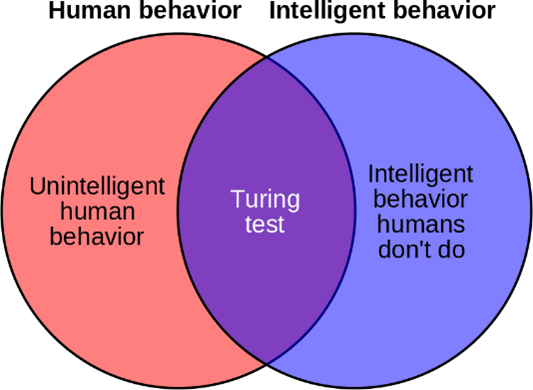 Human behavior
Intelligent behavior
Unintelligent
human
behavior
Turing
test
Intelligent
behavior
humans
don't do